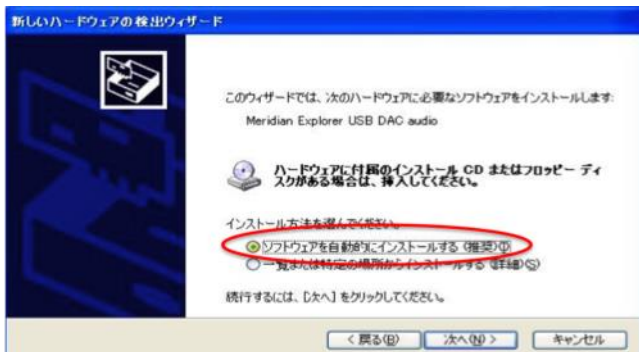 新しいハードウェアの検出ウィザード
このウィザードでは、次のハードウェアに必要なソフトウェアをインストールします:
Meridian Explorer USB DAC audio
ハードウェアに付属のインストール CD またはフロッピー ディ
スクがある場合は、挿入してください。
インストール方法を選んでください。
ソフトウェアを自動的にインストールする (推奨)(I)
一覧または特定の場所からインストールする (詳細)(S)
続行するには、[次へ] をクリックしてください。
< 戻る(B) 次へ(N) > キャンセル